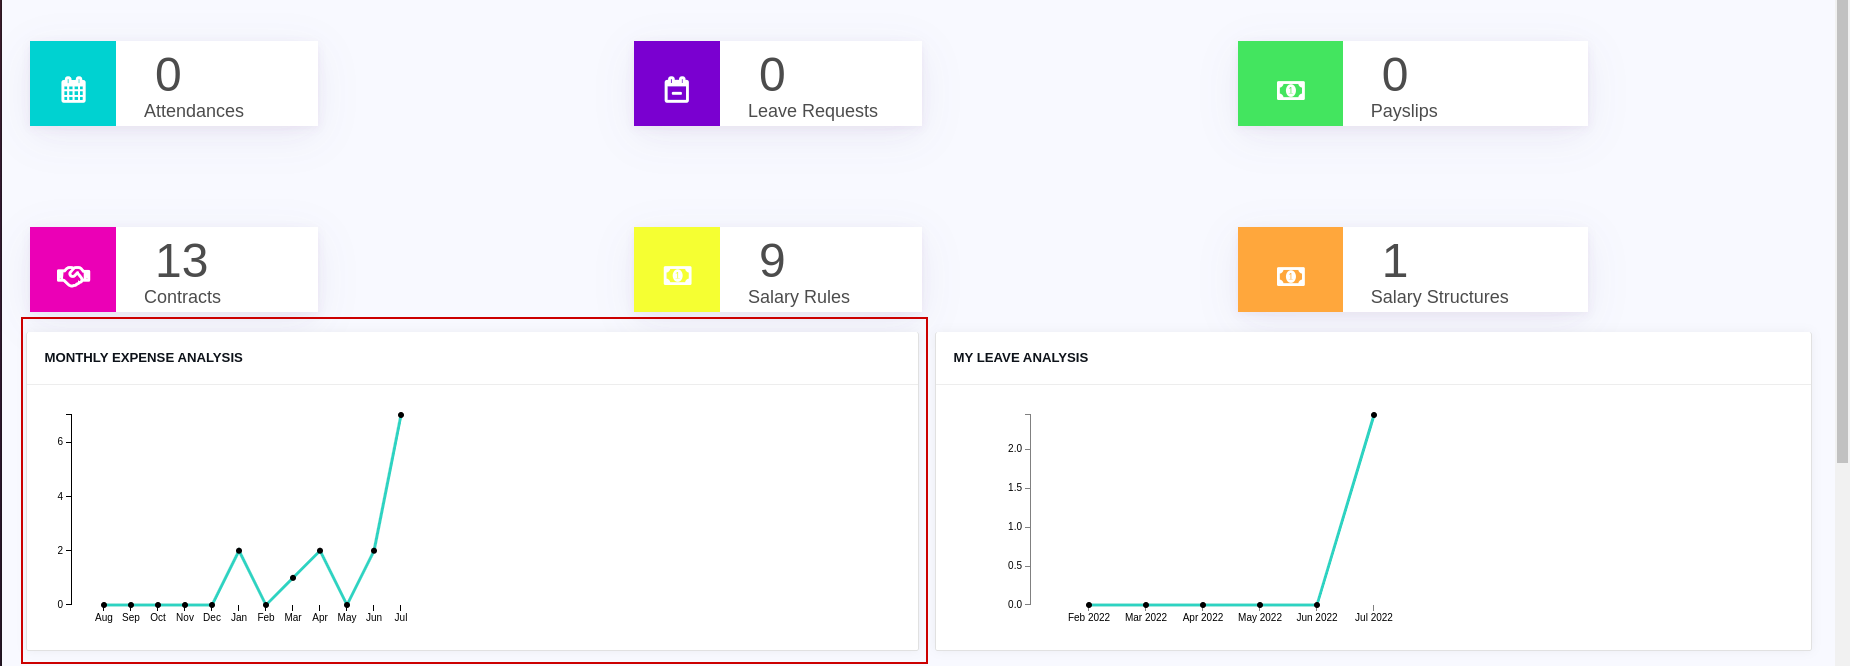 0
Attendances
0
Leave Requests
0
Payslips
13
Contracts
9
Salary Rules
1
Salary Structures
MONTHLY EXPENSE ANALYSIS
6
4
2
0
Aug Sep Oct Nov Dec Jan Feb Mar Apr May Jun Jul
MY LEAVE ANALYSIS
2.0
1.5
1.0
0.5
0.0
Feb 2022 Mar 2022 Apr 2022 May 2022 Jun 2022 Jul 2022